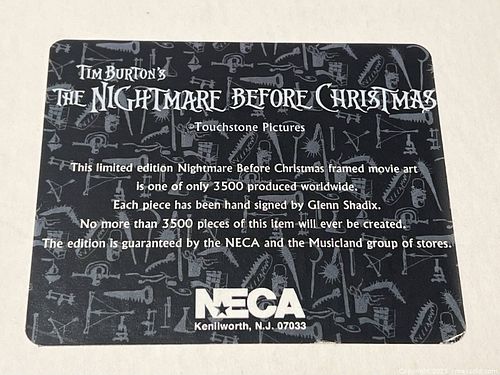 Tim Burton's
The Nightmare Before Christmas
©Touchstone Pictures
This limited edition Nightmare Before Christmas framed movie art
is one of only 3500 produced worldwide.
Each piece has been hand signed by Glenn Shadix.
No more than 3500 pieces of this item will ever be created.
The edition is guaranteed by the NECA and the Musicland group of stores.
NECA
Kenilworth, N.J. 07033